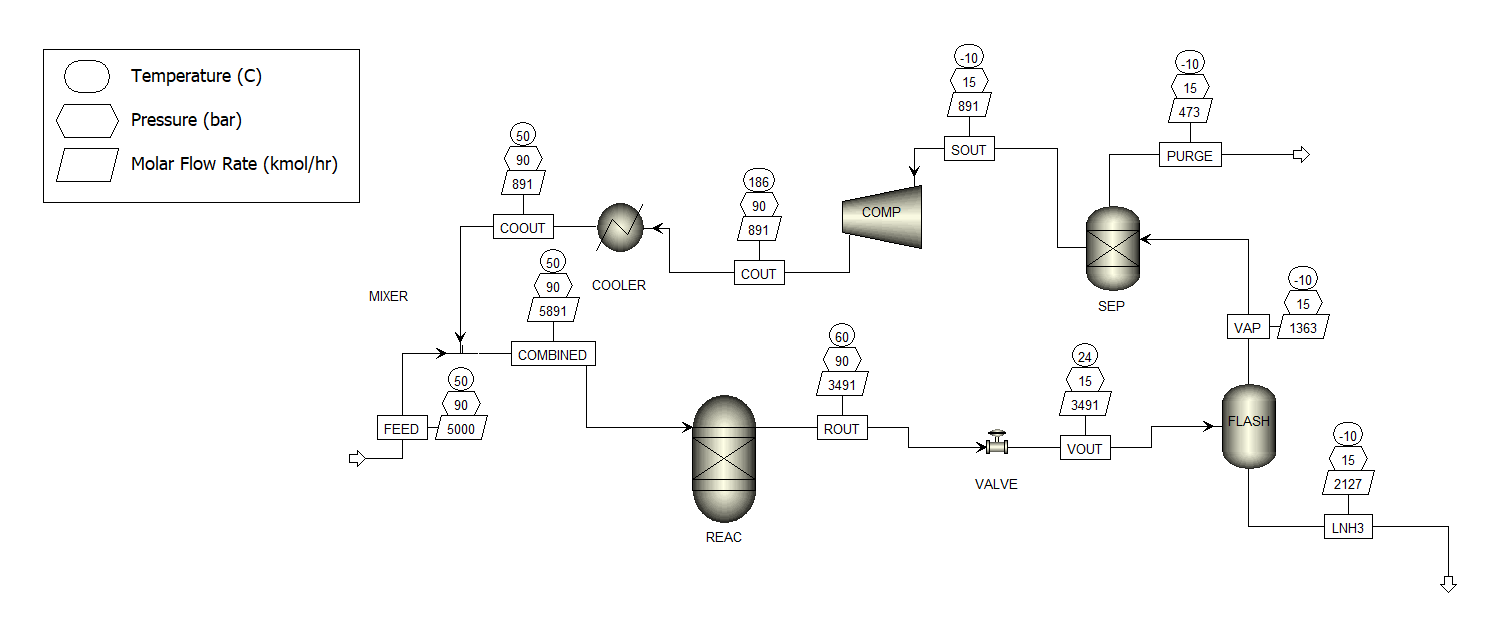 Temperature (C)
Pressure (bar)
Molar Flow Rate (kmol/hr)
-10
15
891
SOUT
-10
15
473
PURGE
50
90
891
COOUT
186
90
891
COUT
COMP
COOLER
SEP
MIXER
50
90
5891
COMBINED
-10
15
1363
VAP
60
90
3491
ROUT
24
15
3491
VOUT
50
90
5000
FEED
FLASH
REAC
VALVE
-10
15
2127
LNH3